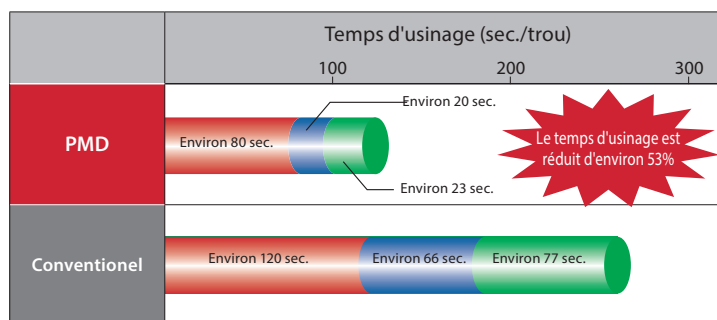 Temps d'usinage (sec./trou)
100 200 300
PMD
Environ 80 sec.
Environ 20 sec.
Environ 23 sec.
Le temps d'usinage est
réduit d'environ 53%
Conventionel
Environ 120 sec.
Environ 66 sec.
Environ 77 sec.